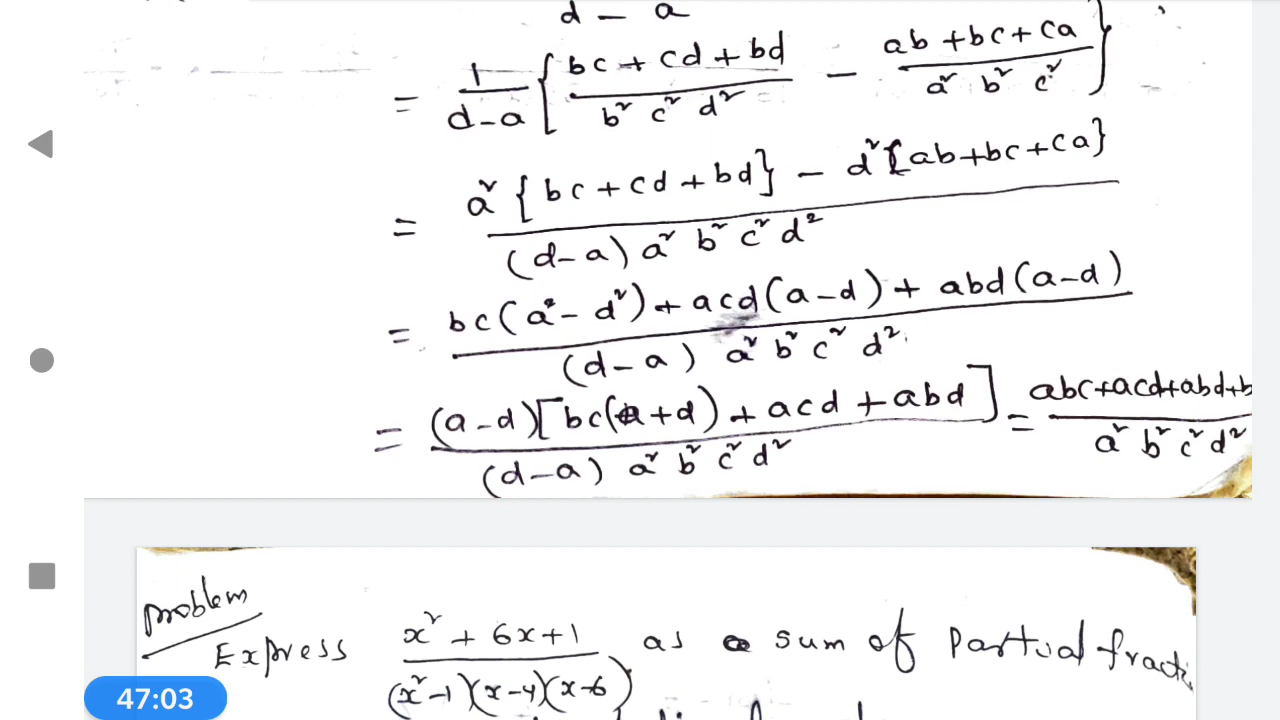 d - a
= 1/(d-a) { (bc + cd + bd)/(b² c² d²) - (ab + bc + ca)/(a² b² c²) }
= (a² {bc + cd + bd} - d² {ab + bc + ca})/((d-a) a² b² c² d²)
= (bc(a² - d²) + acd(a-d) + abd(a-d))/((d-a) a² b² c² d²)
= ((a-d)[bc(a+d) + acd + abd])/((d-a) a² b² c² d²) = (abc+acd+abd+b)/(a² b² c² d²)
Problem
Express (x² + 6x + 1)/((x²-1)(x-4)(x-6)) as a sum of Partial fracti
47:03